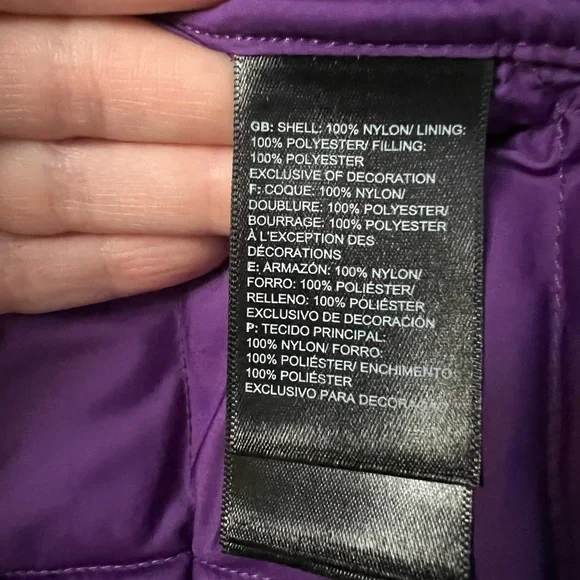 GB: SHELL: 100% NYLON/ LINING:
100% POLYESTER/ FILLING:
100% POLYESTER
EXCLUSIVE OF DECORATION
F: COQUE: 100% NYLON/
DOUBLURE: 100% POLYESTER/
BOURRAGE: 100% POLYESTER
À L'EXCEPTION DES
DÉCORATIONS
E: ARMAZÓN: 100% NYLON/
FORRO: 100% POLIÉSTER/
RELLENO: 100% POLIÉSTER
EXCLUSIVO DE DECORACIÓN
P: TECIDO PRINCIPAL:
100% NYLON/ FORRO:
100% POLIÉSTER/ ENCHIMENTO:
100% POLIÉSTER
EXCLUSIVO PARA